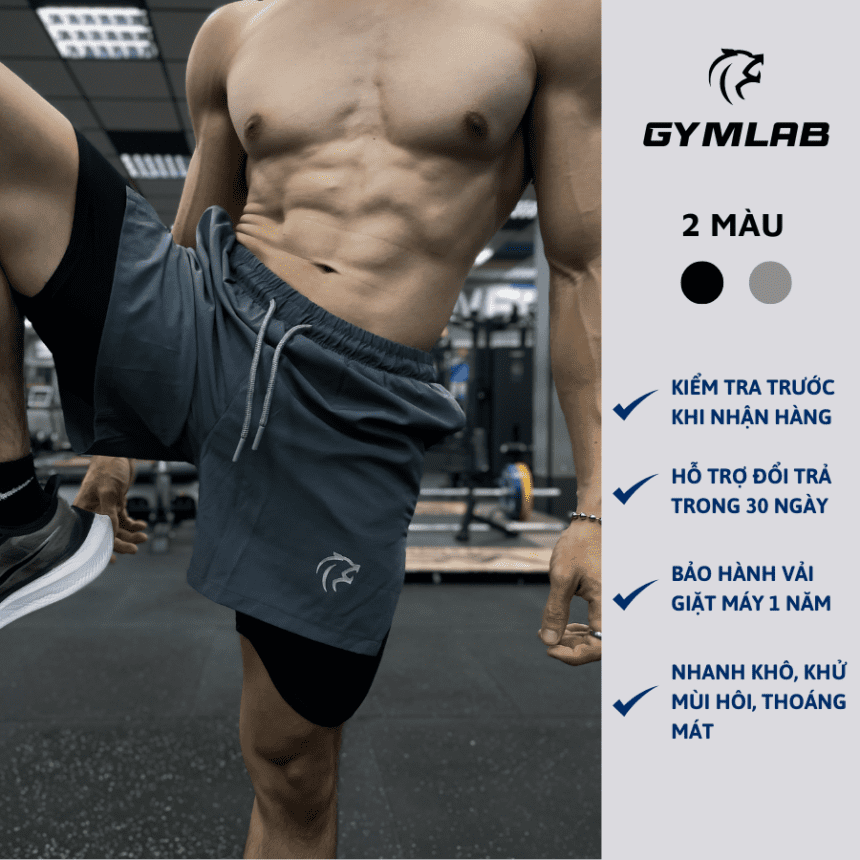 GYMLAB
2 MÀU
KIỂM TRA TRƯỚC
KHI NHẬN HÀNG
HỖ TRỢ ĐỔI TRẢ
TRONG 30 NGÀY
BẢO HÀNH VẢI
GIẶT MÁY 1 NĂM
NHANH KHÔ, KHỬ
MÙI HÔI, THOÁNG
MÁT